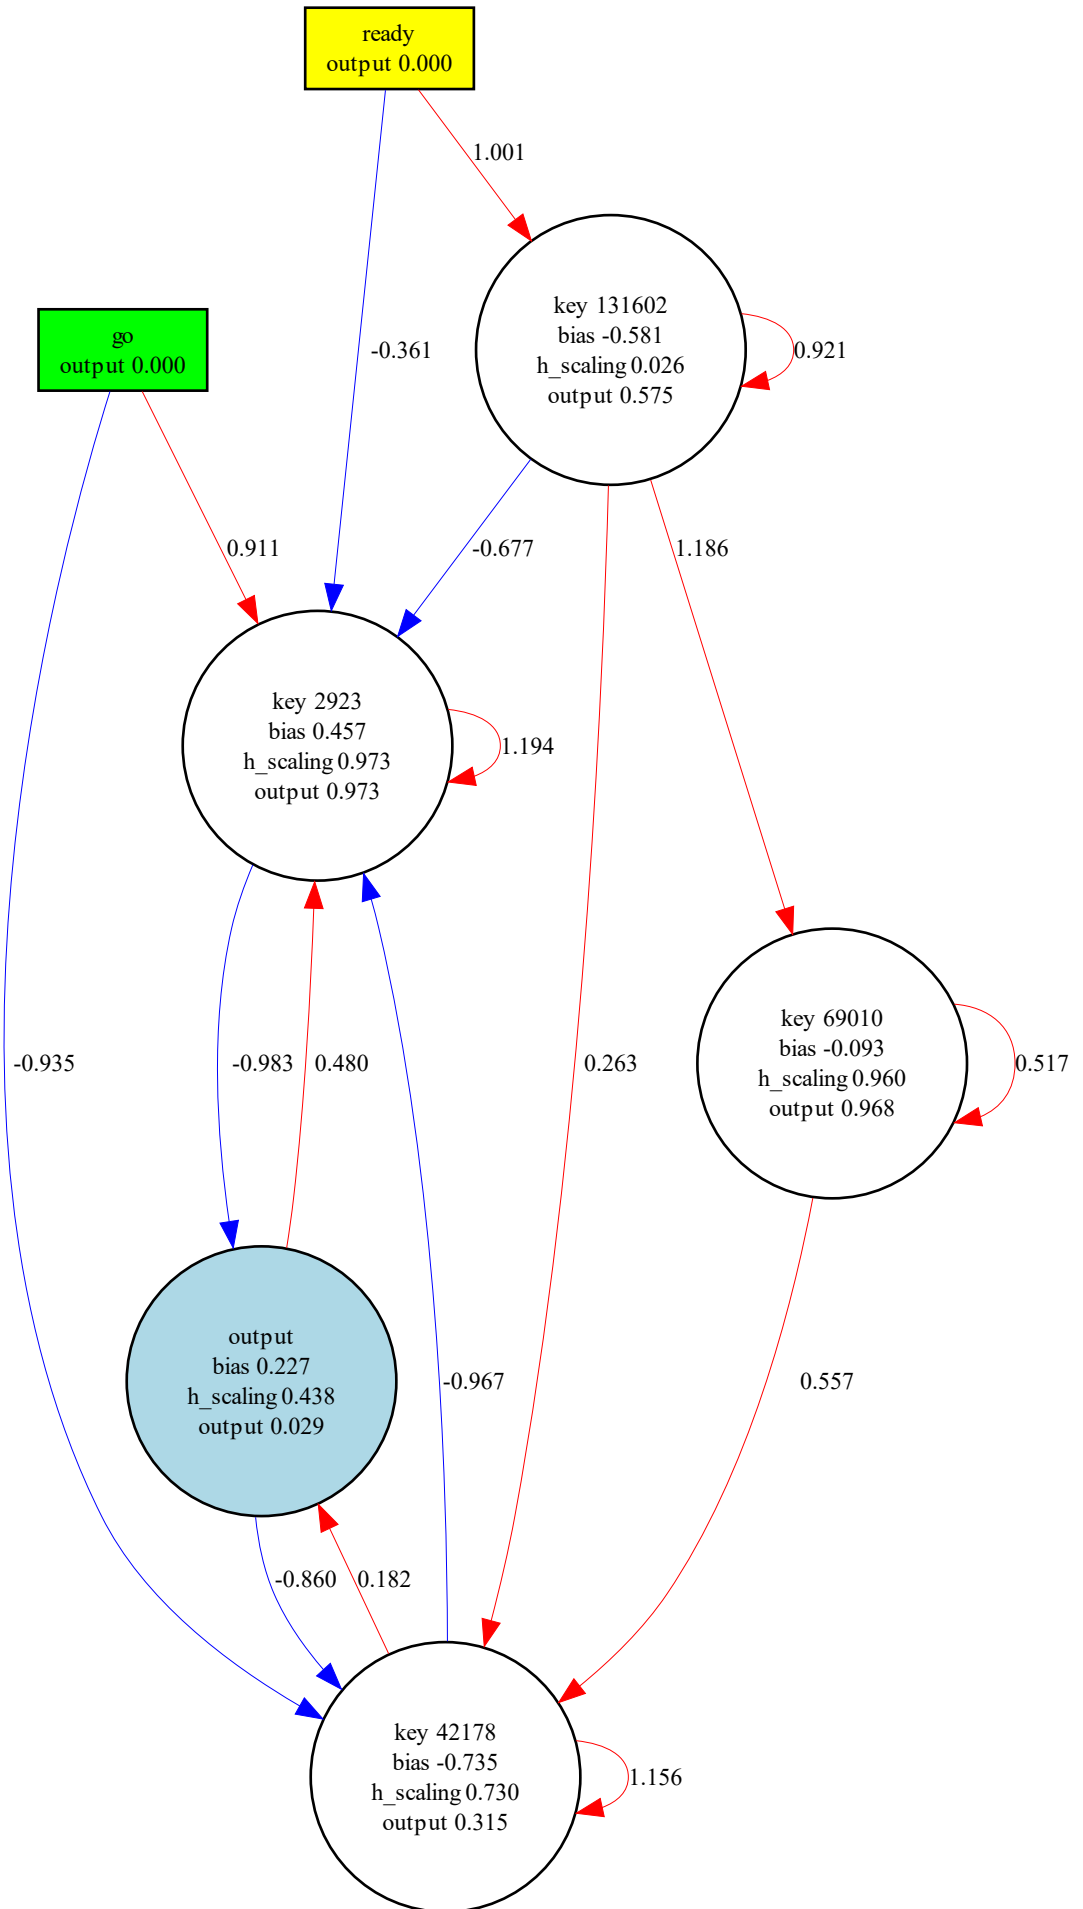 ready
output 0.000
1.001
key 131602
bias -0.581
h_scaling 0.026
output 0.575
0.921
go
output 0.000
-0.361
0.911
-0.677
1.186
key 2923
bias 0.457
h_scaling 0.973
output 0.973
1.194
key 69010
bias -0.093
h_scaling 0.960
output 0.968
0.517
-0.935
-0.983
0.480
0.263
output
bias 0.227
h_scaling 0.438
output 0.029
-0.967
0.557
-0.860
0.182
key 42178
bias -0.735
h_scaling 0.730
output 0.315
1.156